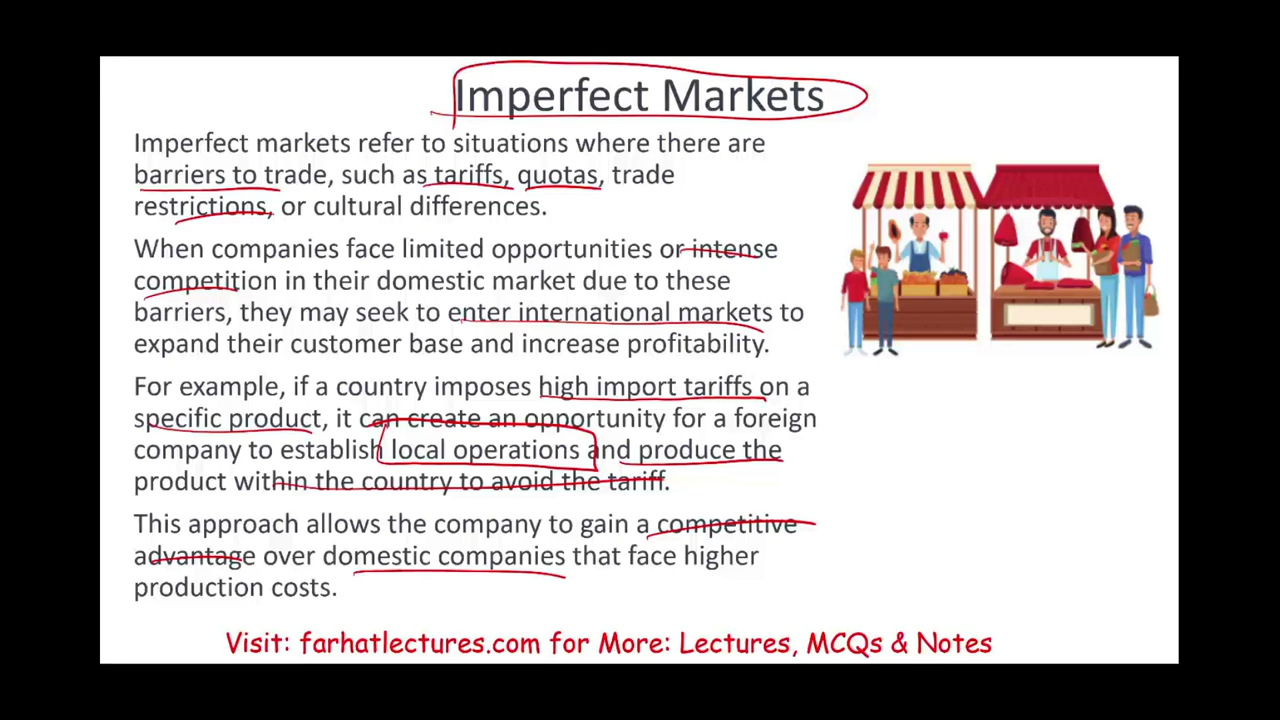 Imperfect Markets
Imperfect markets refer to situations where there are
barriers to trade, such as tariffs, quotas, trade
restrictions, or cultural differences.
When companies face limited opportunities or intense
competition in their domestic market due to these
barriers, they may seek to enter international markets to
expand their customer base and increase profitability.
For example, if a country imposes high import tariffs on a
specific product, it can create an opportunity for a foreign
company to establish local operations and produce the
product within the country to avoid the tariff.
This approach allows the company to gain a competitive
advantage over domestic companies that face higher
production costs.
Visit: farhatlectures.com for More: Lectures, MCQs & Notes